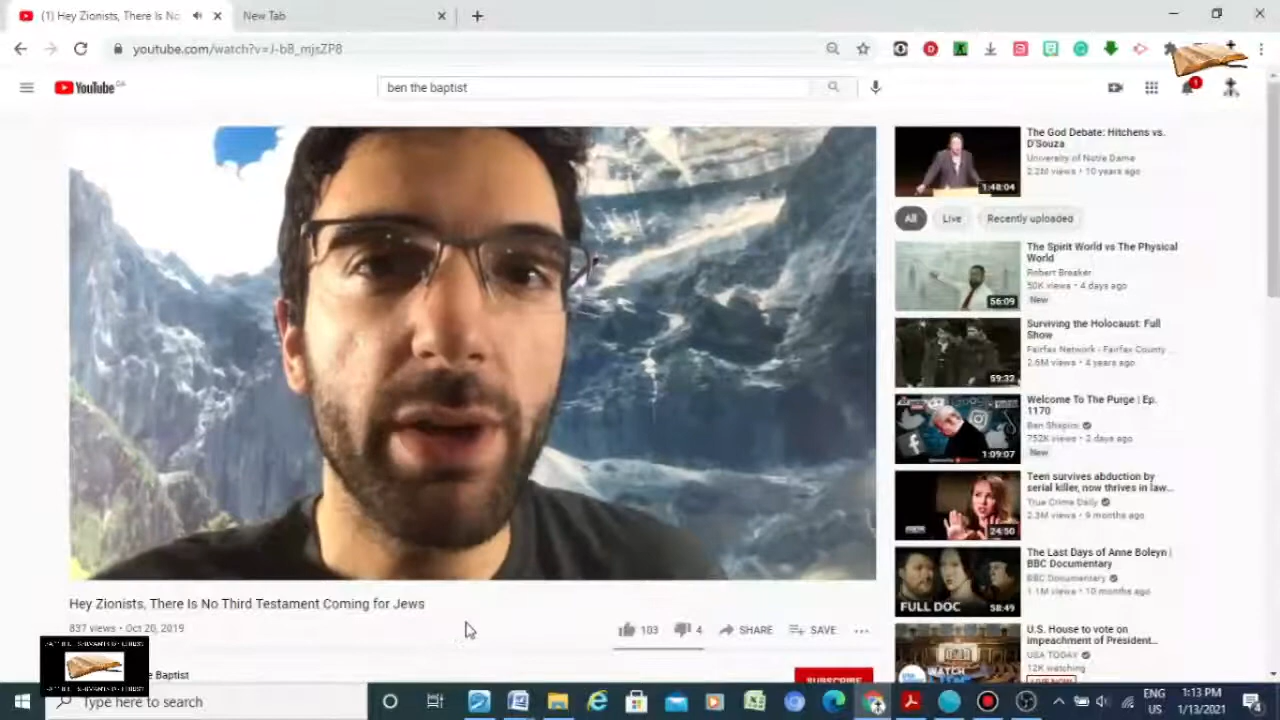 (1) Hey Zionists, There Is No
New Tab
youtube.com/watch?v=J-b8_mjsZP8
YouTube CA
ben the baptist
1
The God Debate: Hitchens vs.
D'Souza
University of Notre Dame
2.2M views • 10 years ago
1:48:04
All
Live
Recently uploaded
The Spirit World vs The Physical
World
Robert Breaker
50K views • 4 days ago
New
56:09
Surviving the Holocaust: Full
Show
Fairfax Network - Fairfax County ...
2.6M views • 4 years ago
59:32
Welcome To The Purge | Ep.
1170
Ben Shapiro
752K views • 2 days ago
New
1:09:07
Teen survives abduction by
serial killer, now thrives in law...
True Crime Daily
2.3M views • 9 months ago
24:50
The Last Days of Anne Boleyn |
BBC Documentary
BBC Documentary
1.1M views • 10 months ago
FULL DOC
58:49
U.S. House to vote on
impeachment of President...
USA TODAY
12K watching
LIVE NOW
WATCH
LIVE
Hey Zionists, There Is No Third Testament Coming for Jews
837 views • Oct 20, 2019
103
4
SHARE
SAVE
Baptist
SUBSCRIBE
Type here to search
ENG
US
1:13 PM
1/13/2021
4